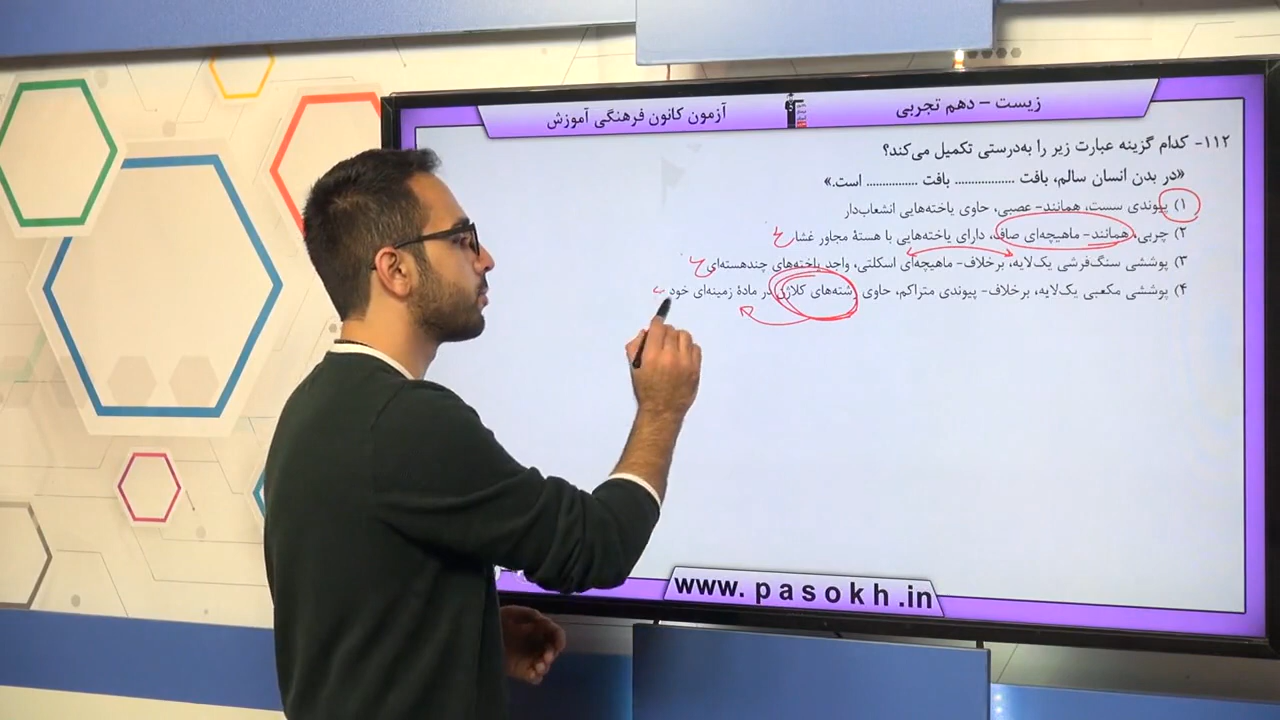 زیست – دهم تجربی
آزمون کانون فرهنگی آموزش
۱۱۲- کدام گزینه عبارت زیر را به‌درستی تکمیل می‌کند؟
«در بدن انسان سالم، بافت ................. بافت ............... است.»
۱) پیوندی سست، همانند- عصبی، حاوی یاخته‌هایی انشعاب‌دار
۲) چربی، همانند- ماهیچه‌ای صاف، دارای یاخته‌هایی با هستهٔ مجاور غشا
۳) پوششی سنگ‌فرشی یک‌لایه، برخلاف- ماهیچه‌ای اسکلتی، واجد یاخته‌های چندهسته‌ای
۴) پوششی مکعبی یک‌لایه، برخلاف- پیوندی متراکم، حاوی رشته‌های کلاژن در مادهٔ زمینه‌ای خود
www.pasokh.in